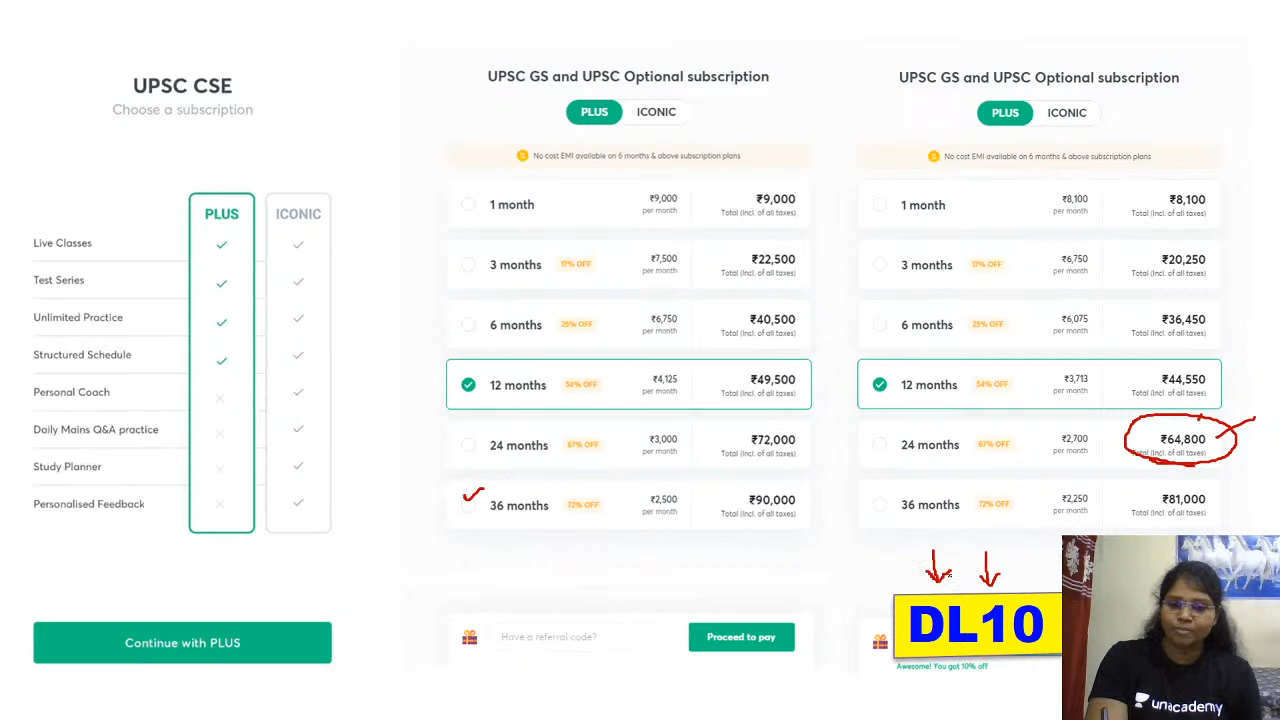 UPSC CSE
Choose a subscription
PLUS ICONIC
Live Classes
Test Series
Unlimited Practice
Structured Schedule
Personal Coach
Daily Mains Q&A practice
Study Planner
Personalised Feedback
Continue with PLUS
UPSC GS and UPSC Optional subscription
PLUS ICONIC
No cost EMI available on 6 months & above subscription plans
1 month ₹9,000 ₹9,000
per month Total (Incl. of all taxes)
3 months 17% OFF ₹7,500 ₹22,500
per month Total (Incl. of all taxes)
6 months 25% OFF ₹6,750 ₹40,500
per month Total (Incl. of all taxes)
12 months 54% OFF ₹4,125 ₹49,500
per month Total (Incl. of all taxes)
24 months 67% OFF ₹3,000 ₹72,000
per month Total (Incl. of all taxes)
36 months 72% OFF ₹2,500 ₹90,000
per month Total (Incl. of all taxes)
Have a referral code? Proceed to pay
UPSC GS and UPSC Optional subscription
PLUS ICONIC
No cost EMI available on 6 months & above subscription plans
1 month ₹8,100 ₹8,100
per month Total (Incl. of all taxes)
3 months 17% OFF ₹6,750 ₹20,250
per month Total (Incl. of all taxes)
6 months 25% OFF ₹6,075 ₹36,450
per month Total (Incl. of all taxes)
12 months 54% OFF ₹3,713 ₹44,550
per month Total (Incl. of all taxes)
24 months 67% OFF ₹2,700 ₹64,800
per month Total (Incl. of all taxes)
36 months 72% OFF ₹2,250 ₹81,000
per month Total (Incl. of all taxes)
DL10
Awesome! You got 10% off
unacademy